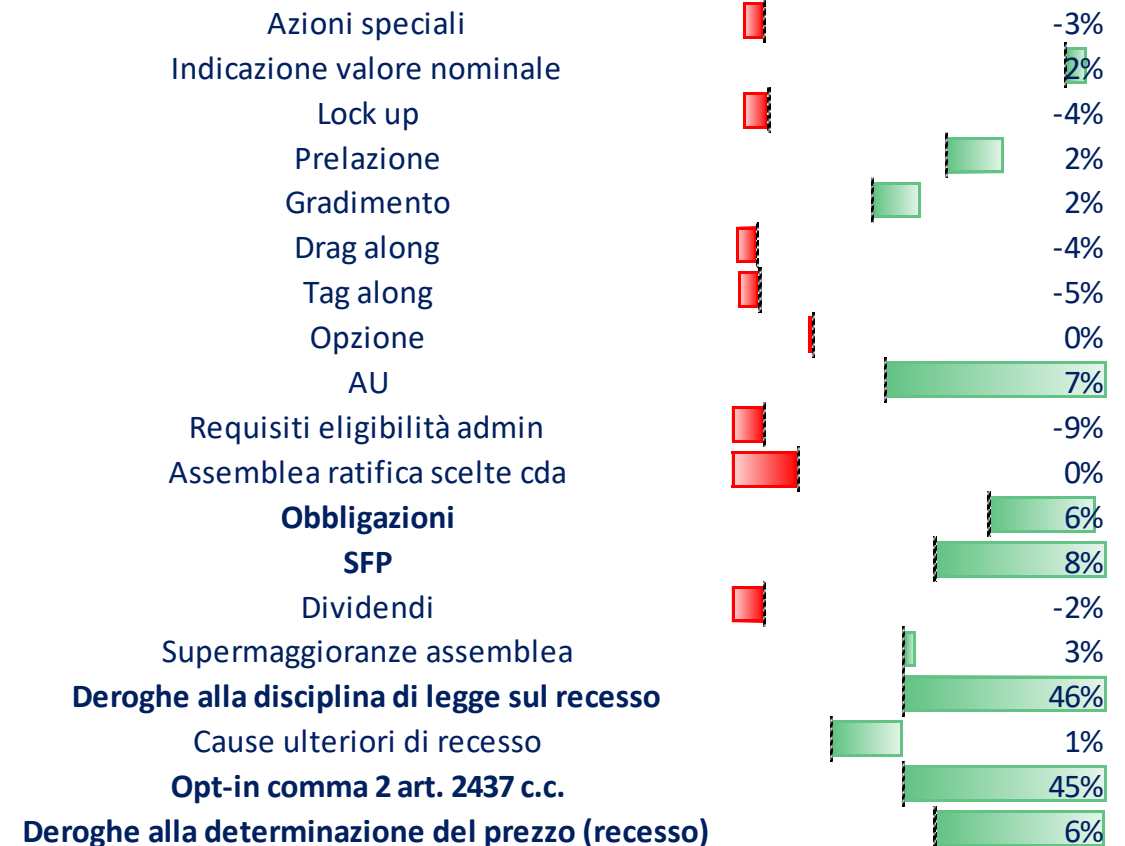 Azioni speciali -3%
Indicazione valore nominale 2%
Lock up -4%
Prelazione 2%
Gradimento 2%
Drag along -4%
Tag along -5%
Opzione 0%
AU 7%
Requisiti eligibilità admin -9%
Assemblea ratifica scelte cda 0%
Obbligazioni 6%
SFP 8%
Dividendi -2%
Supermaggioranze assemblea 3%
Deroghe alla disciplina di legge sul recesso 46%
Cause ulteriori di recesso 1%
Opt-in comma 2 art. 2437 c.c. 45%
Deroghe alla determinazione del prezzo (recesso) 6%